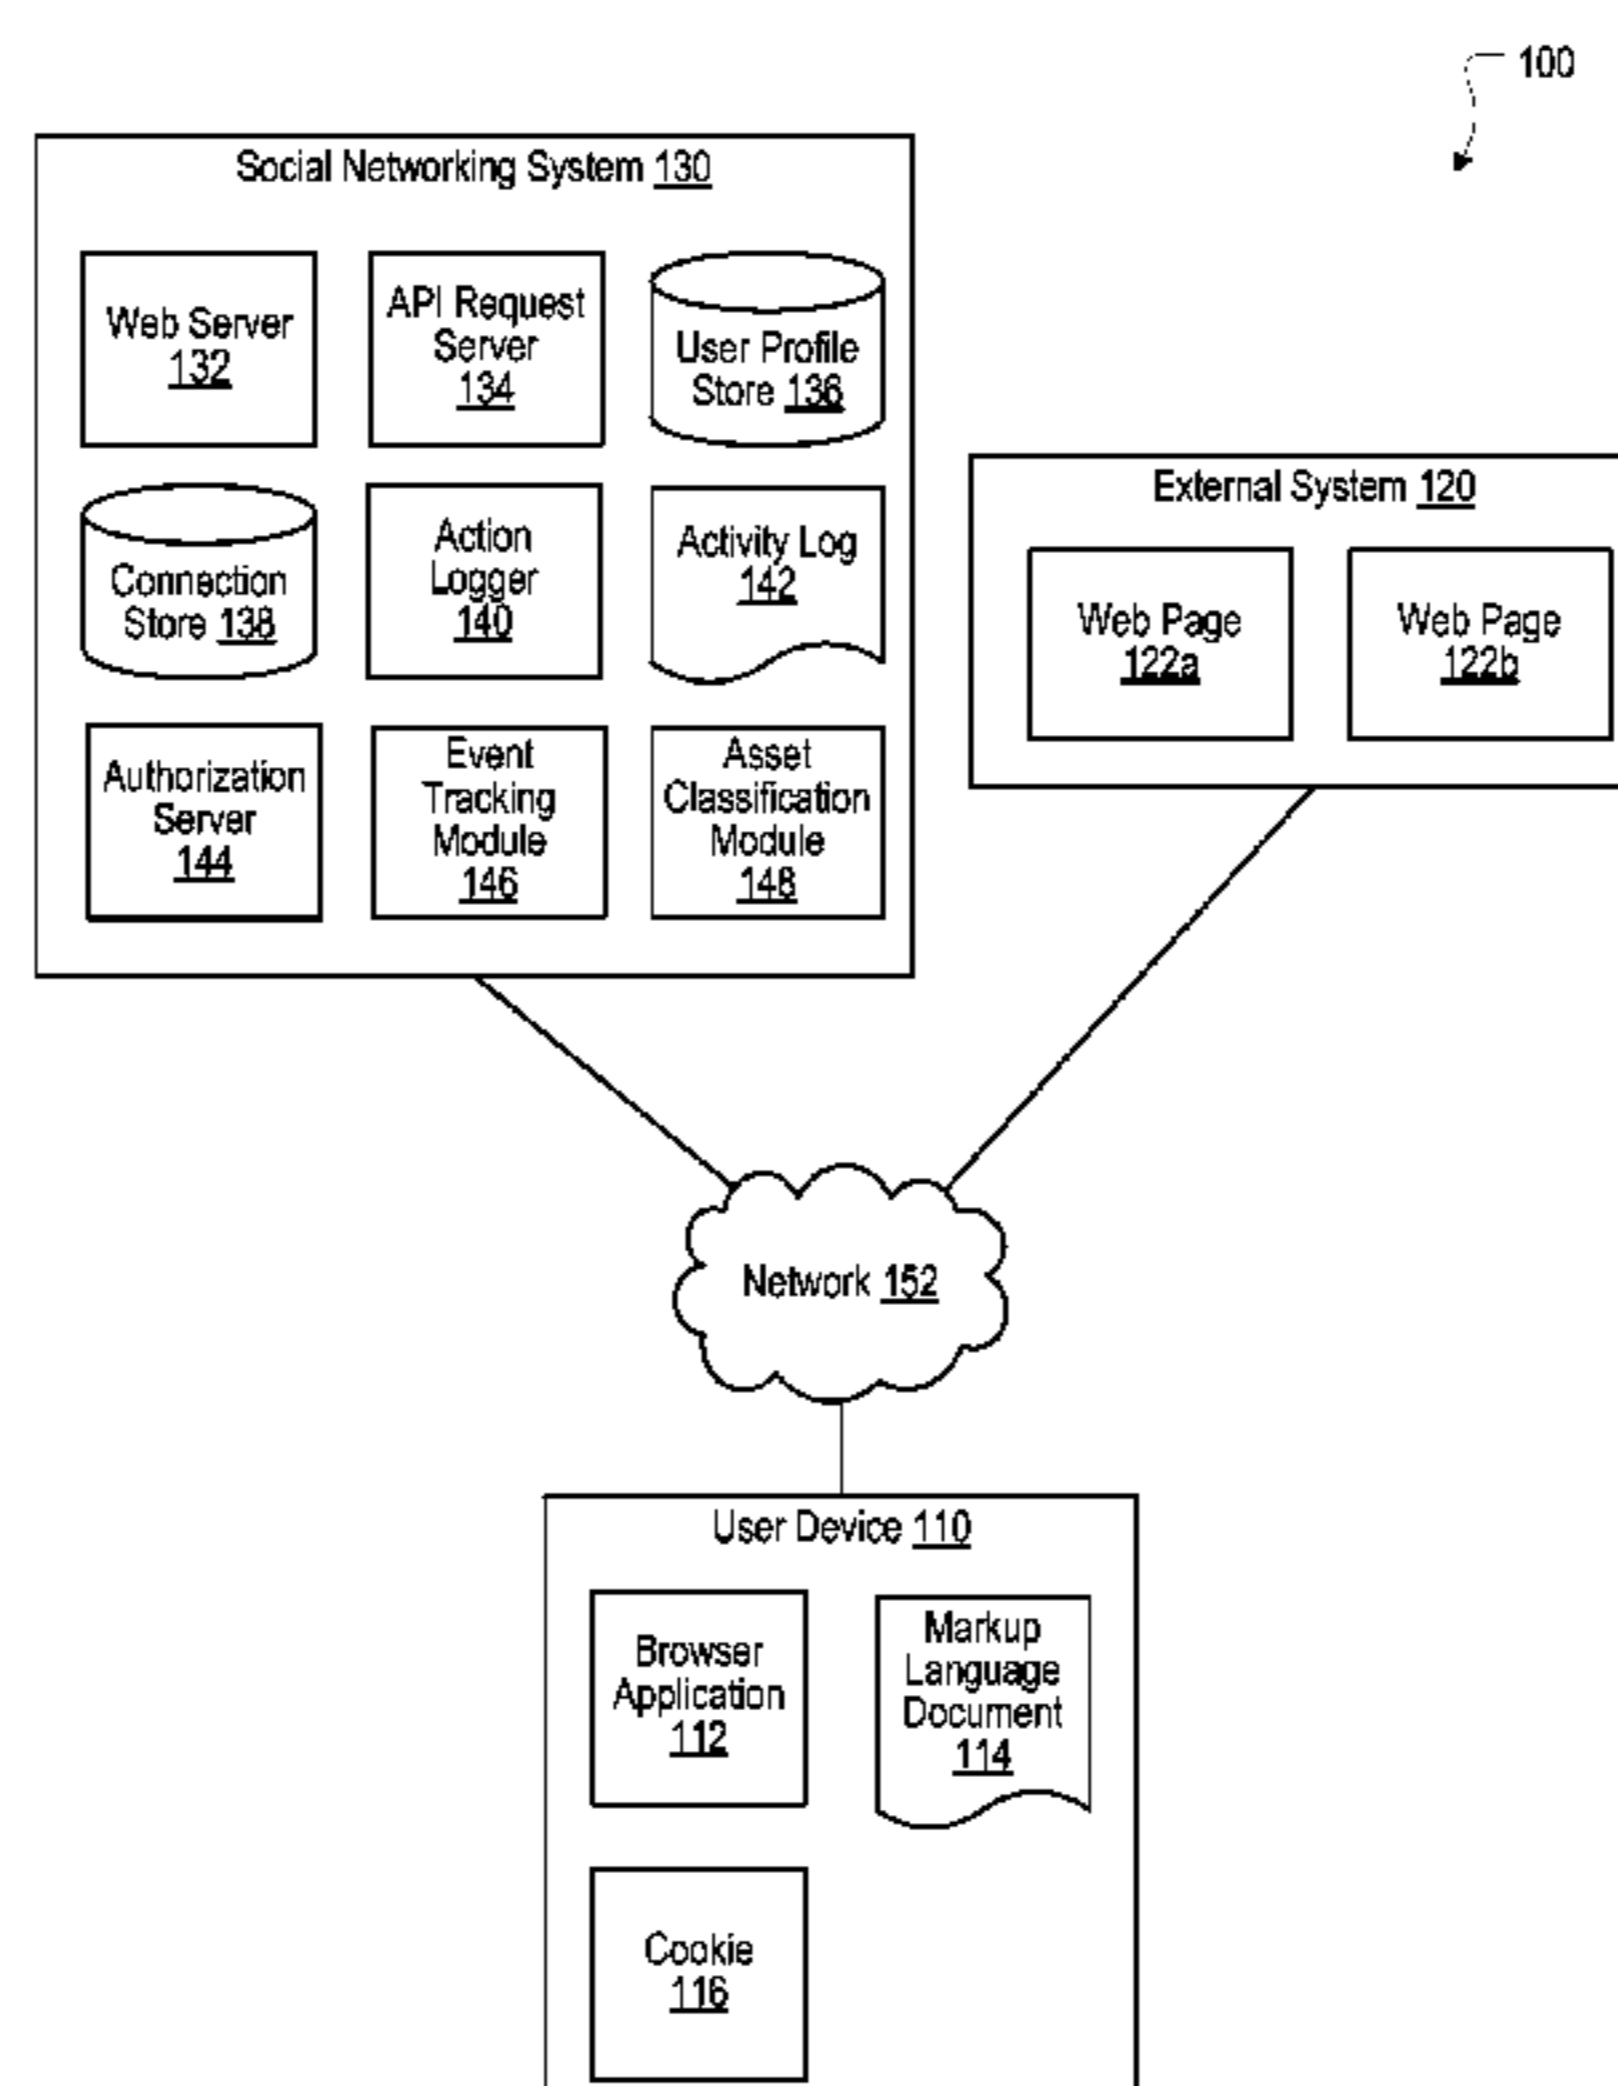 100
Social Networking System 130
Web Server
132
API Request
Server
134
User Profile
Store 136
Connection
Store 138
Action
Logger
140
Activity Log
142
Authorization
Server
144
Event
Tracking
Module
146
Asset
Classification
Module
148
External System 120
Web Page
122a
Web Page
122b
Network 152
User Device 110
Browser
Application
112
Markup
Language
Document
114
Cookie
116